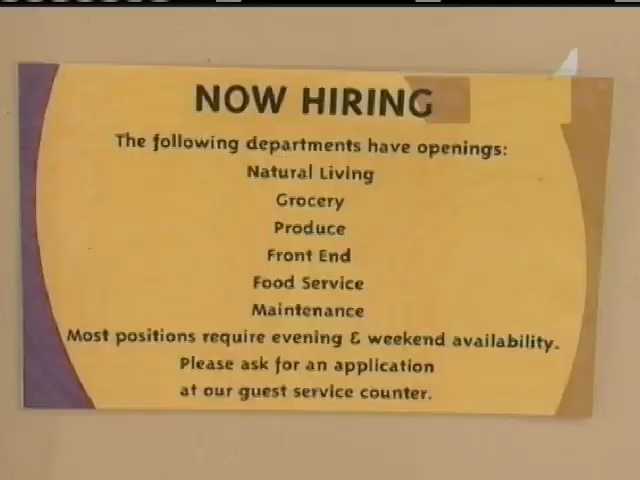 NOW HIRING
The following departments have openings:
Natural Living
Grocery
Produce
Front End
Food Service
Maintenance
Most positions require evening & weekend availability.
Please ask for an application
at our guest service counter.